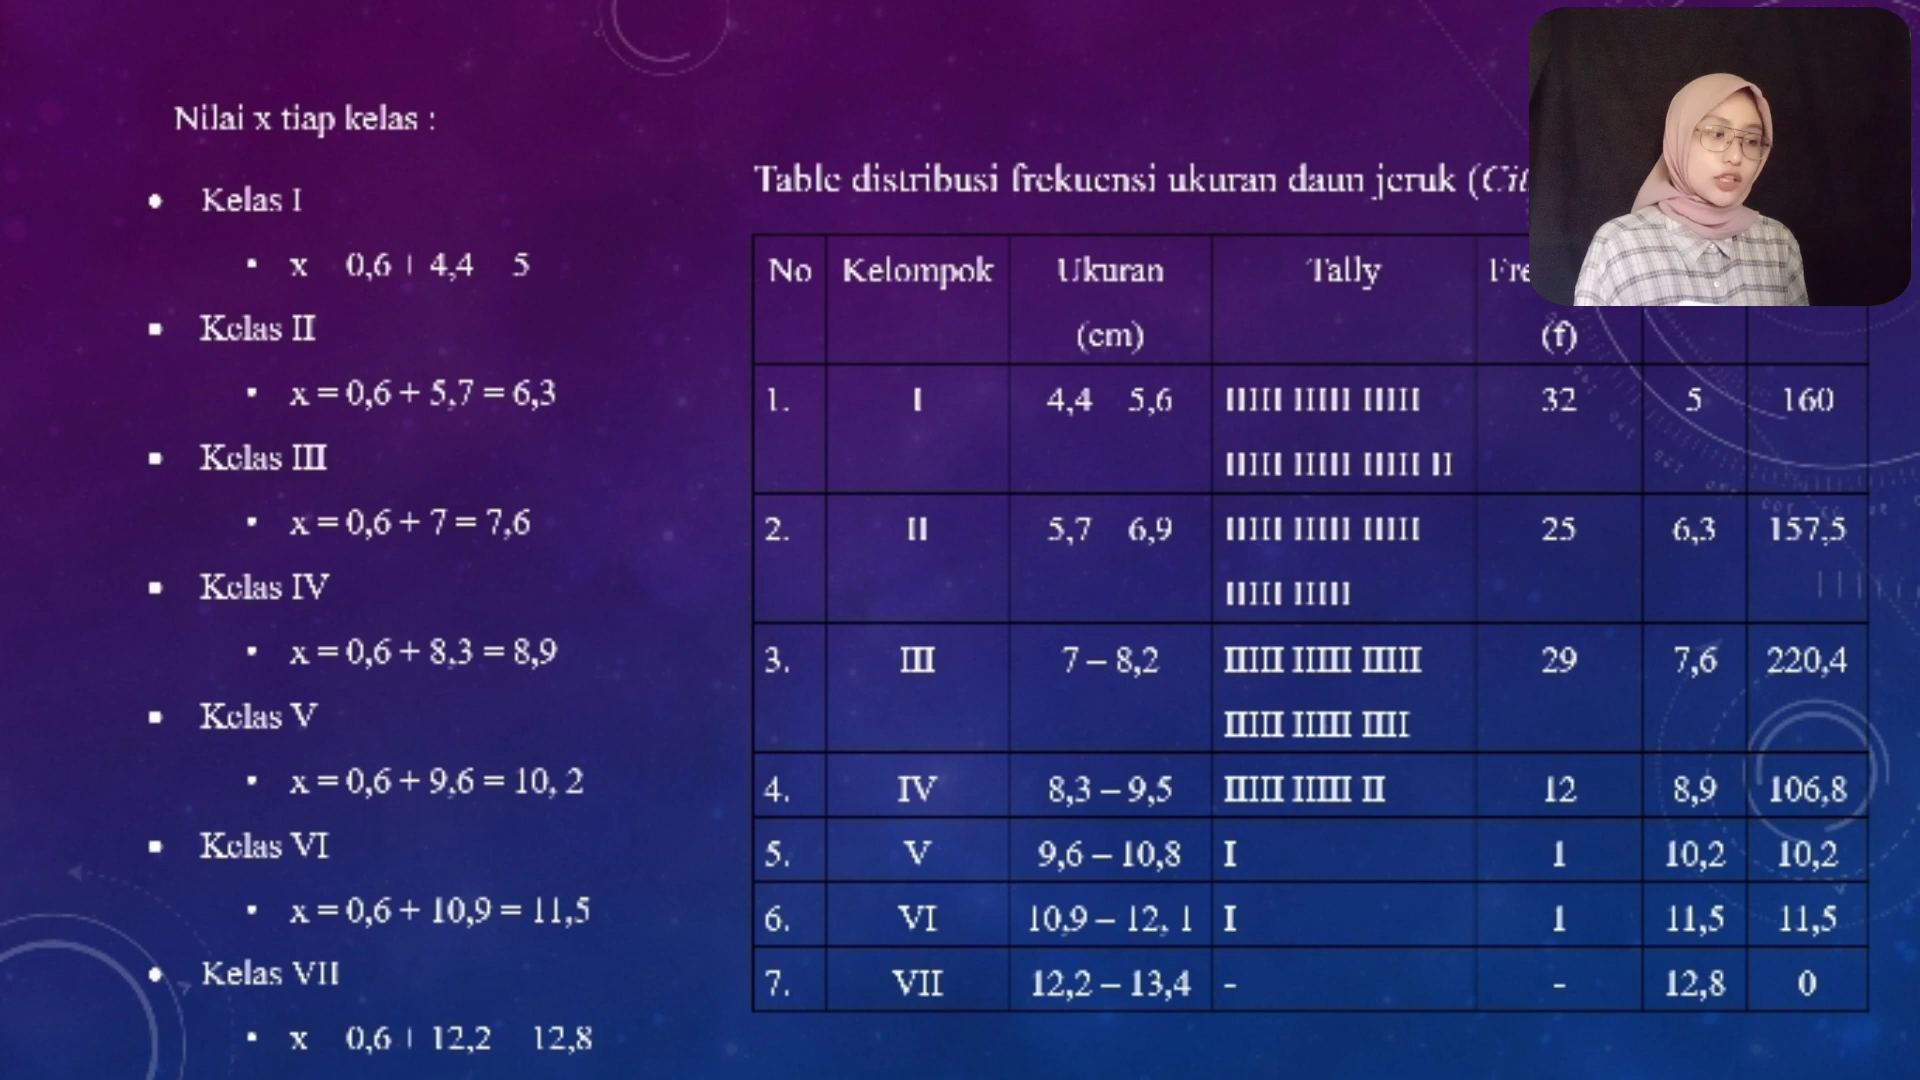 Nilai x tiap kelas :
• Kelas I
• x 0,6 + 4,4 5
▪ Kelas II
• x = 0,6 + 5,7 = 6,3
▪ Kelas III
• x = 0,6 + 7 = 7,6
▪ Kelas IV
• x = 0,6 + 8,3 = 8,9
▪ Kelas V
• x = 0,6 + 9,6 = 10, 2
▪ Kelas VI
• x = 0,6 + 10,9 = 11,5
• Kelas VII
• x 0,6 + 12,2 12,8
Table distribusi frekuensi ukuran daun jeruk (Cit
No Kelompok Ukuran Tally Fre
(cm) (f)
1. I 4,4 5,6 IIIII IIIII IIIII 32 5 160
IIIII IIIII IIIII II
2. II 5,7 6,9 IIIII IIIII IIIII 25 6,3 157,5
IIIII IIIII
3. III 7 – 8,2 IIIII IIIII IIIII 29 7,6 220,4
IIIII IIIII IIII
4. IV 8,3 – 9,5 IIIII IIIII II 12 8,9 106,8
5. V 9,6 – 10,8 I 1 10,2 10,2
6. VI 10,9 – 12, 1 I 1 11,5 11,5
7. VII 12,2 – 13,4 - - 12,8 0